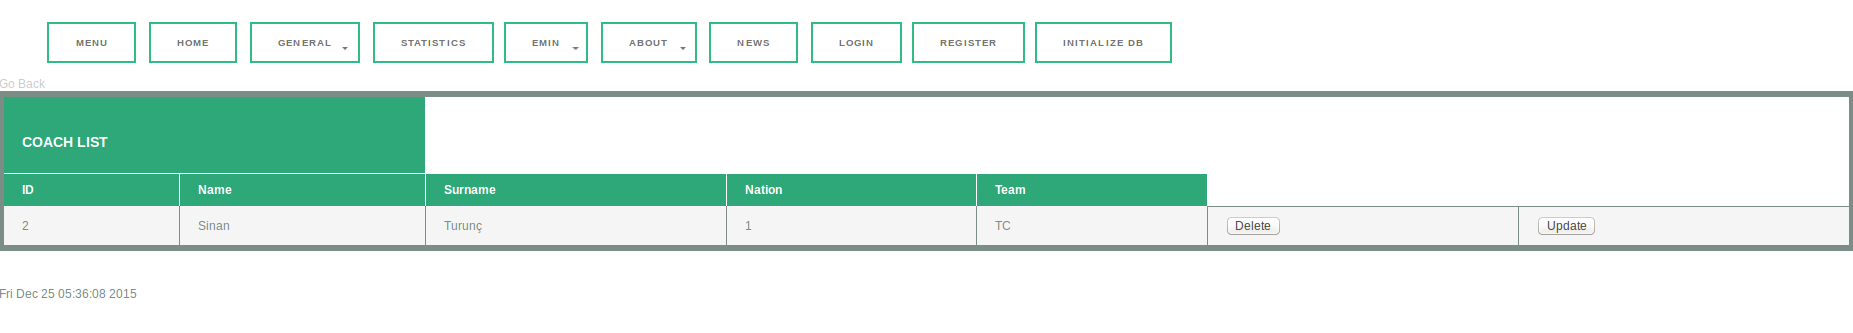 MENU HOME GENERAL STATISTICS EMIN ABOUT NEWS LOGIN REGISTER INITIALIZE DB
Go Back
COACH LIST
ID Name Surname Nation Team
2 Sinan Turunç 1 TC Delete Update
Fri Dec 25 05:36:08 2015